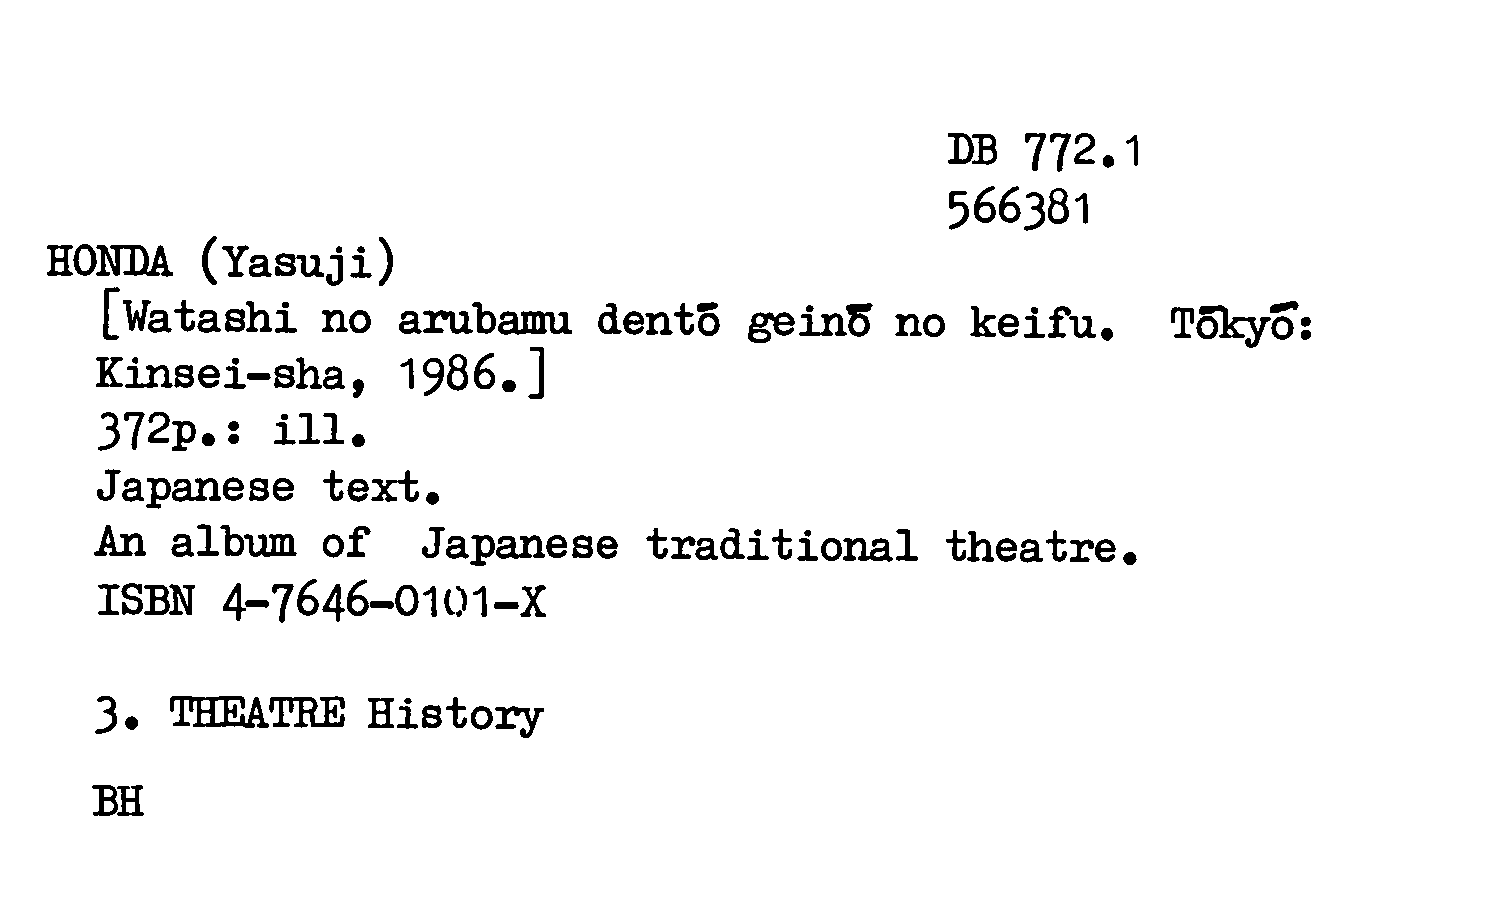 DB 772.1
566381
HONDA (Yasuji)
[Watashi no arubamu dentō geinō no keifu. Tōkyō:
Kinsei-sha, 1986.]
372p.: ill.
Japanese text.
An album of Japanese traditional theatre.
ISBN 4-7646-0101-X
3. THEATRE History
BH